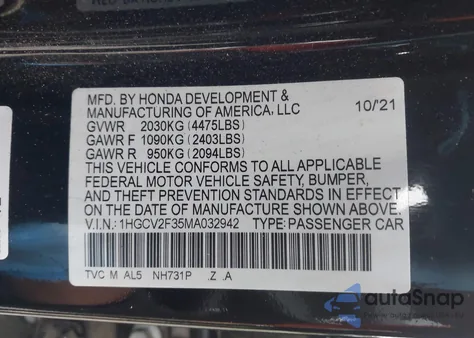 MFD. BY HONDA DEVELOPMENT &
MANUFACTURING OF AMERICA, LLC
10/21
GVWR 2030KG (4475LBS)
GAWR F 1090KG (2403LBS)
GAWR R 950KG (2094LBS)
THIS VEHICLE CONFORMS TO ALL APPLICABLE
FEDERAL MOTOR VEHICLE SAFETY, BUMPER,
AND THEFT PREVENTION STANDARDS IN EFFECT
ON THE DATE OF MANUFACTURE SHOWN ABOVE.
V.I.N.: 1HGCV2F35MA032942 TYPE: PASSENGER CAR
TVC M AL5 NH731P .Z .A
autoSnap